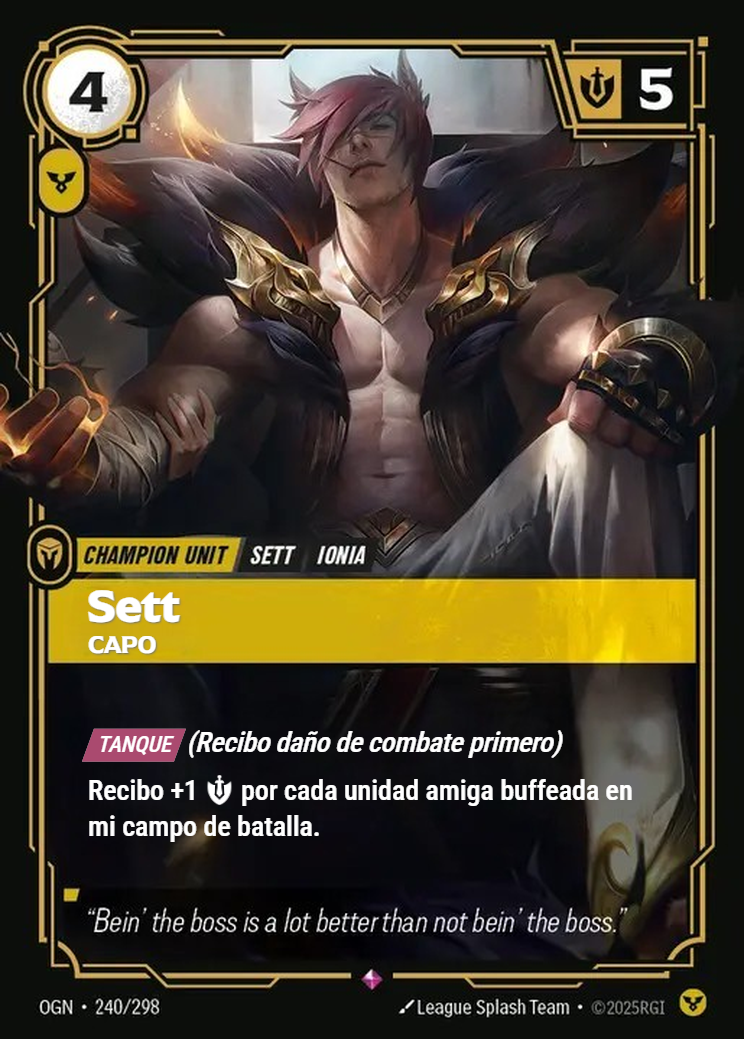 4
5
CHAMPION UNIT SETT IONIA
Sett
CAPO
TANQUE (Recibo daño de combate primero)
Recibo +1 por cada unidad amiga buffeada en
mi campo de batalla.
“Bein’ the boss is a lot better than not bein’ the boss.”
OGN • 240/298 League Splash Team • ©2025RGI